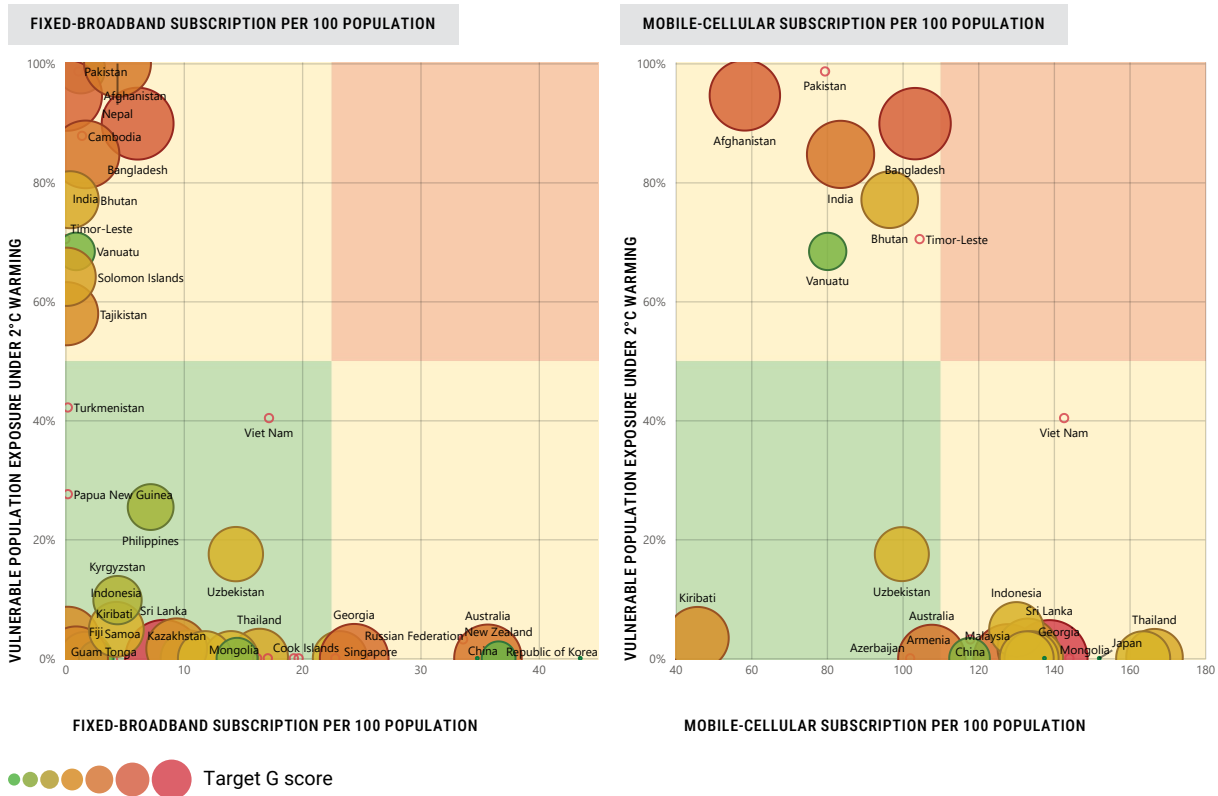 FIXED-BROADBAND SUBSCRIPTION PER 100 POPULATION
VULNERABLE POPULATION EXPOSURE UNDER 2°C WARMING
100%
80%
60%
40%
20%
0%
Pakistan
Afghanistan
Nepal
Cambodia
Bangladesh
India
Bhutan
Timor-Leste
Vanuatu
Solomon Islands
Tajikistan
Turkmenistan
Viet Nam
Papua New Guinea
Philippines
Uzbekistan
Kyrgyzstan
Indonesia
Kiribati
Sri Lanka
Fiji
Samoa
Kazakhstan
Thailand
Georgia
Australia
Russian Federation
New Zealand
Guam
Tonga
Mongolia
Cook Islands
Singapore
China
Republic of Korea
0
10
20
30
40
FIXED-BROADBAND SUBSCRIPTION PER 100 POPULATION
MOBILE-CELLULAR SUBSCRIPTION PER 100 POPULATION
VULNERABLE POPULATION EXPOSURE UNDER 2°C WARMING
100%
80%
60%
40%
20%
0%
Pakistan
Afghanistan
Bangladesh
India
Bhutan
Timor-Leste
Vanuatu
Viet Nam
Uzbekistan
Kiribati
Indonesia
Australia
Sri Lanka
Thailand
Azerbaijan
Armenia
Malaysia
Georgia
China
Mongolia
Japan
40
60
80
100
120
140
160
180
MOBILE-CELLULAR SUBSCRIPTION PER 100 POPULATION
Target G score